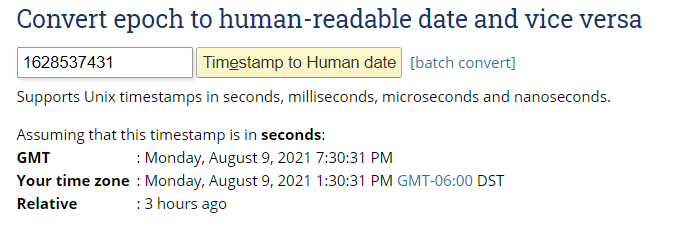 Convert epoch to human-readable date and vice versa
1628537431 Timestamp to Human date [batch convert]
Supports Unix timestamps in seconds, milliseconds, microseconds and nanoseconds.
Assuming that this timestamp is in seconds:
GMT : Monday, August 9, 2021 7:30:31 PM
Your time zone : Monday, August 9, 2021 1:30:31 PM GMT-06:00 DST
Relative : 3 hours ago